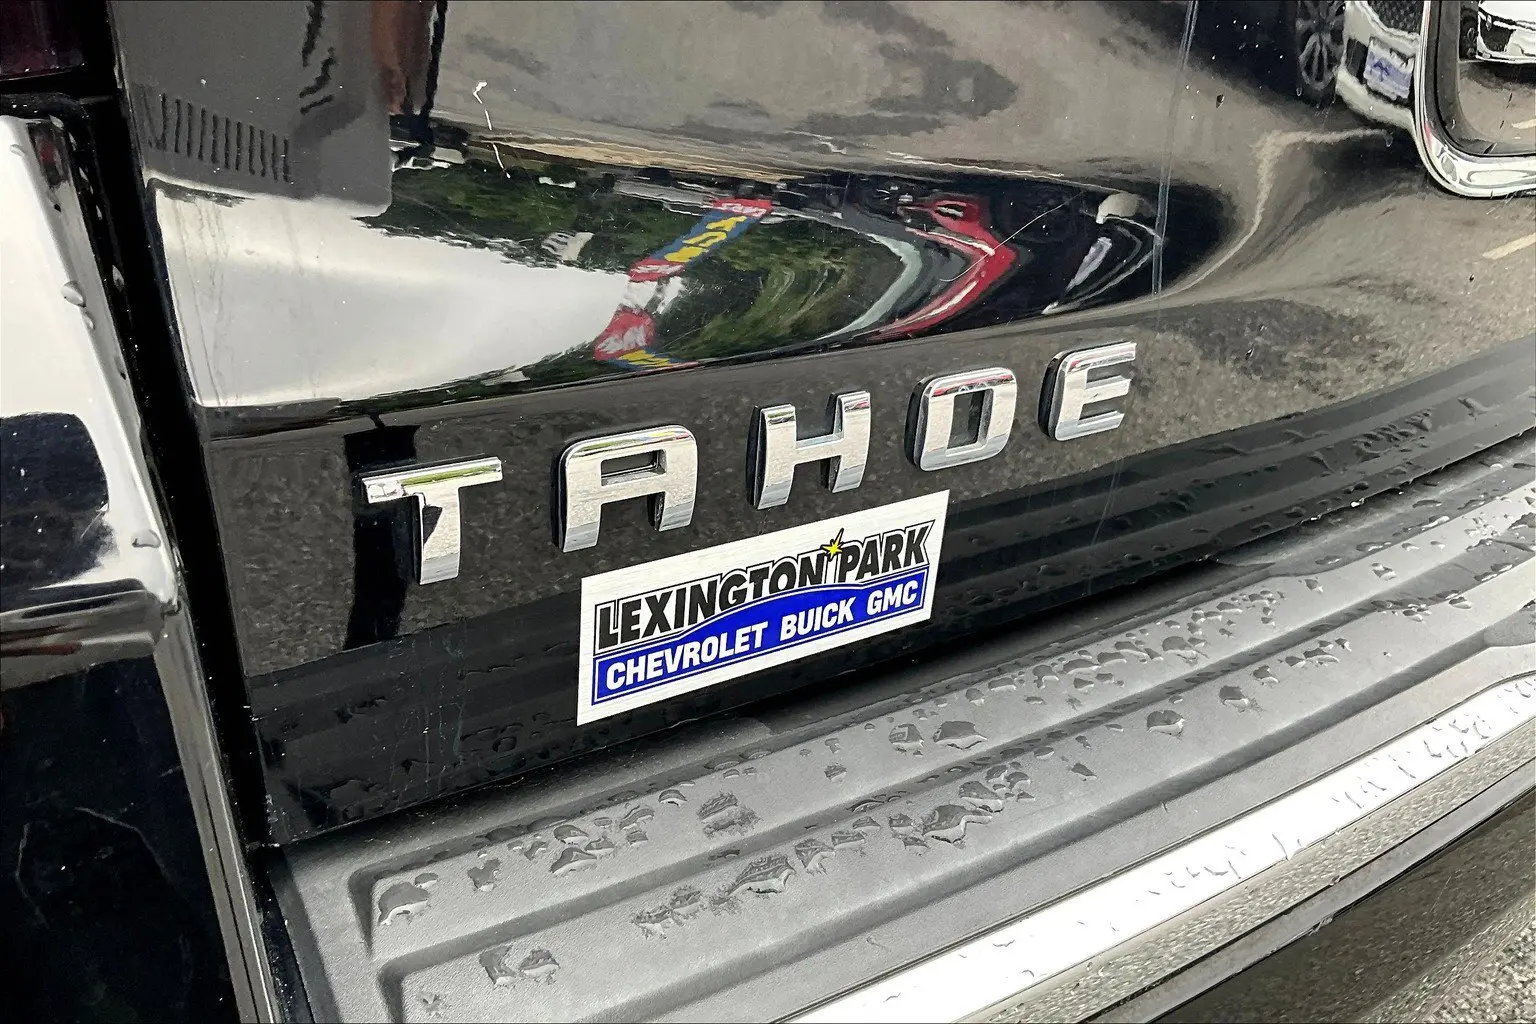 TAHOE
LEXINGTON PARK
CHEVROLET BUICK GMC